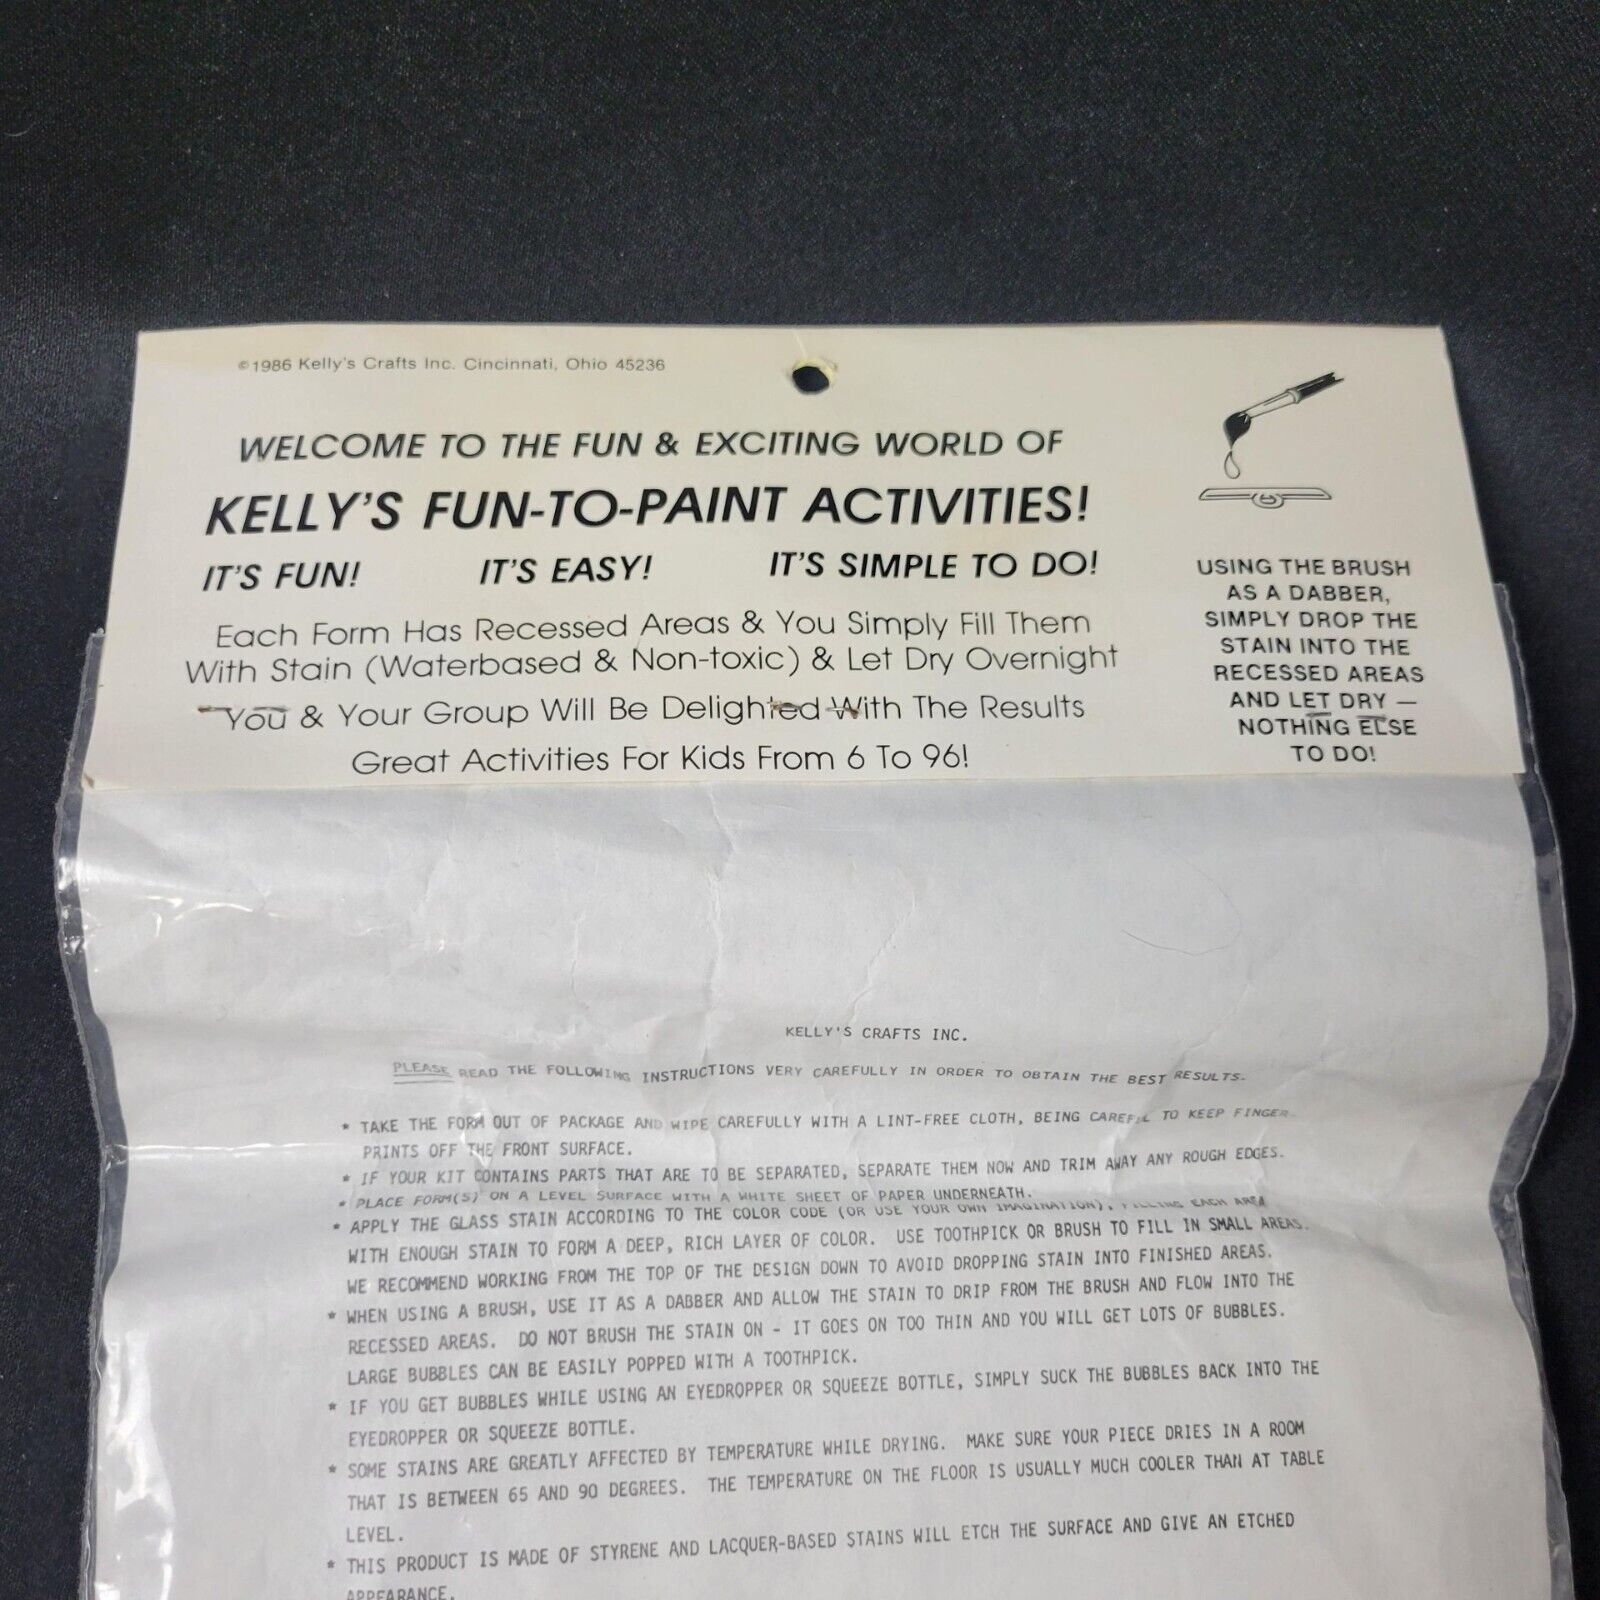 ©1986 Kelly's Crafts Inc. Cincinnati, Ohio 45236
WELCOME TO THE FUN & EXCITING WORLD OF
KELLY'S FUN-TO-PAINT ACTIVITIES!
IT'S FUN! IT'S EASY! IT'S SIMPLE TO DO!
Each Form Has Recessed Areas & You Simply Fill Them
With Stain (Waterbased & Non-toxic) & Let Dry Overnight
You & Your Group Will Be Delighted With The Results
Great Activities For Kids From 6 To 96!
USING THE BRUSH
AS A DABBER,
SIMPLY DROP THE
STAIN INTO THE
RECESSED AREAS
AND LET DRY —
NOTHING ELSE
TO DO!
KELLY'S CRAFTS INC.
PLEASE READ THE FOLLOWING INSTRUCTIONS VERY CAREFULLY IN ORDER TO OBTAIN THE BEST RESULTS.
* TAKE THE FORM OUT OF PACKAGE AND WIPE CAREFULLY WITH A LINT-FREE CLOTH, BEING CAREFUL TO KEEP FINGER
PRINTS OFF THE FRONT SURFACE.
* IF YOUR KIT CONTAINS PARTS THAT ARE TO BE SEPARATED, SEPARATE THEM NOW AND TRIM AWAY ANY ROUGH EDGES.
* PLACE FORM(S) ON A LEVEL SURFACE WITH A WHITE SHEET OF PAPER UNDERNEATH.
* APPLY THE GLASS STAIN ACCORDING TO THE COLOR CODE (OR USE YOUR OWN IMAGINATION), FILLING EACH AREA
WITH ENOUGH STAIN TO FORM A DEEP, RICH LAYER OF COLOR. USE TOOTHPICK OR BRUSH TO FILL IN SMALL AREAS.
WE RECOMMEND WORKING FROM THE TOP OF THE DESIGN DOWN TO AVOID DROPPING STAIN INTO FINISHED AREAS.
* WHEN USING A BRUSH, USE IT AS A DABBER AND ALLOW THE STAIN TO DRIP FROM THE BRUSH AND FLOW INTO THE
RECESSED AREAS. DO NOT BRUSH THE STAIN ON - IT GOES ON TOO THIN AND YOU WILL GET LOTS OF BUBBLES.
LARGE BUBBLES CAN BE EASILY POPPED WITH A TOOTHPICK.
* IF YOU GET BUBBLES WHILE USING AN EYEDROPPER OR SQUEEZE BOTTLE, SIMPLY SUCK THE BUBBLES BACK INTO THE
EYEDROPPER OR SQUEEZE BOTTLE.
* SOME STAINS ARE GREATLY AFFECTED BY TEMPERATURE WHILE DRYING. MAKE SURE YOUR PIECE DRIES IN A ROOM
THAT IS BETWEEN 65 AND 90 DEGREES. THE TEMPERATURE ON THE FLOOR IS USUALLY MUCH COOLER THAN AT TABLE
LEVEL.
* THIS PRODUCT IS MADE OF STYRENE AND LACQUER-BASED STAINS WILL ETCH THE SURFACE AND GIVE AN ETCHED
APPEARANCE.